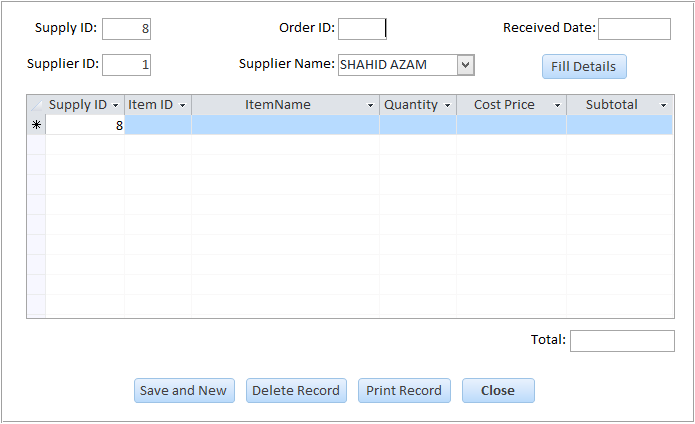 Supply ID: 8 Order ID: Received Date:
Supplier ID: 1 Supplier Name: SHAHID AZAM Fill Details
Supply ID Item ID ItemName Quantity Cost Price Subtotal
8
Total:
Save and New Delete Record Print Record Close